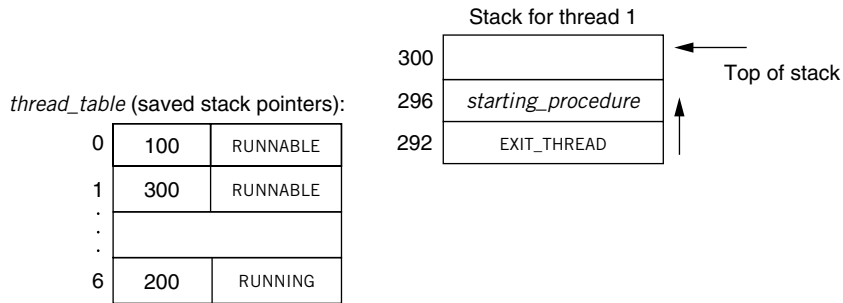 Stack for thread 1
300
Top of stack
296 starting_procedure
292 EXIT_THREAD
thread_table (saved stack pointers):
0 100 RUNNABLE
1 300 RUNNABLE
6 200 RUNNING